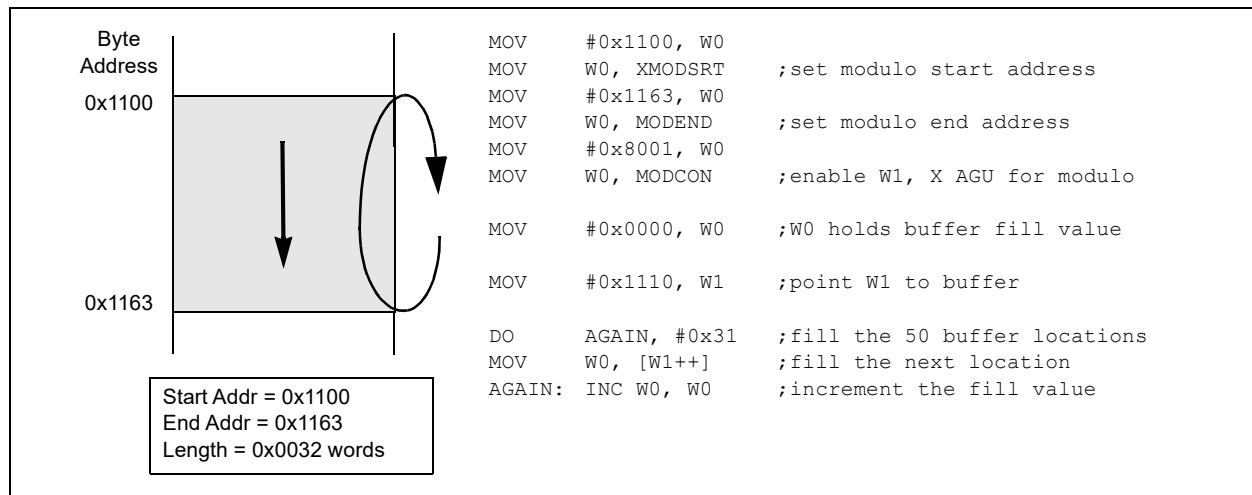 Byte
Address
0x1100
0x1163
Start Addr = 0x1100
End Addr = 0x1163
Length = 0x0032 words
MOV #0x1100, W0
MOV W0, XMODSRT ;set modulo start address
MOV #0x1163, W0
MOV W0, MODEND ;set modulo end address
MOV #0x8001, W0
MOV W0, MODCON ;enable W1, X AGU for modulo
MOV #0x0000, W0 ;W0 holds buffer fill value
MOV #0x1110, W1 ;point W1 to buffer
DO AGAIN, #0x31 ;fill the 50 buffer locations
MOV W0, [W1++] ;fill the next location
AGAIN: INC W0, W0 ;increment the fill value